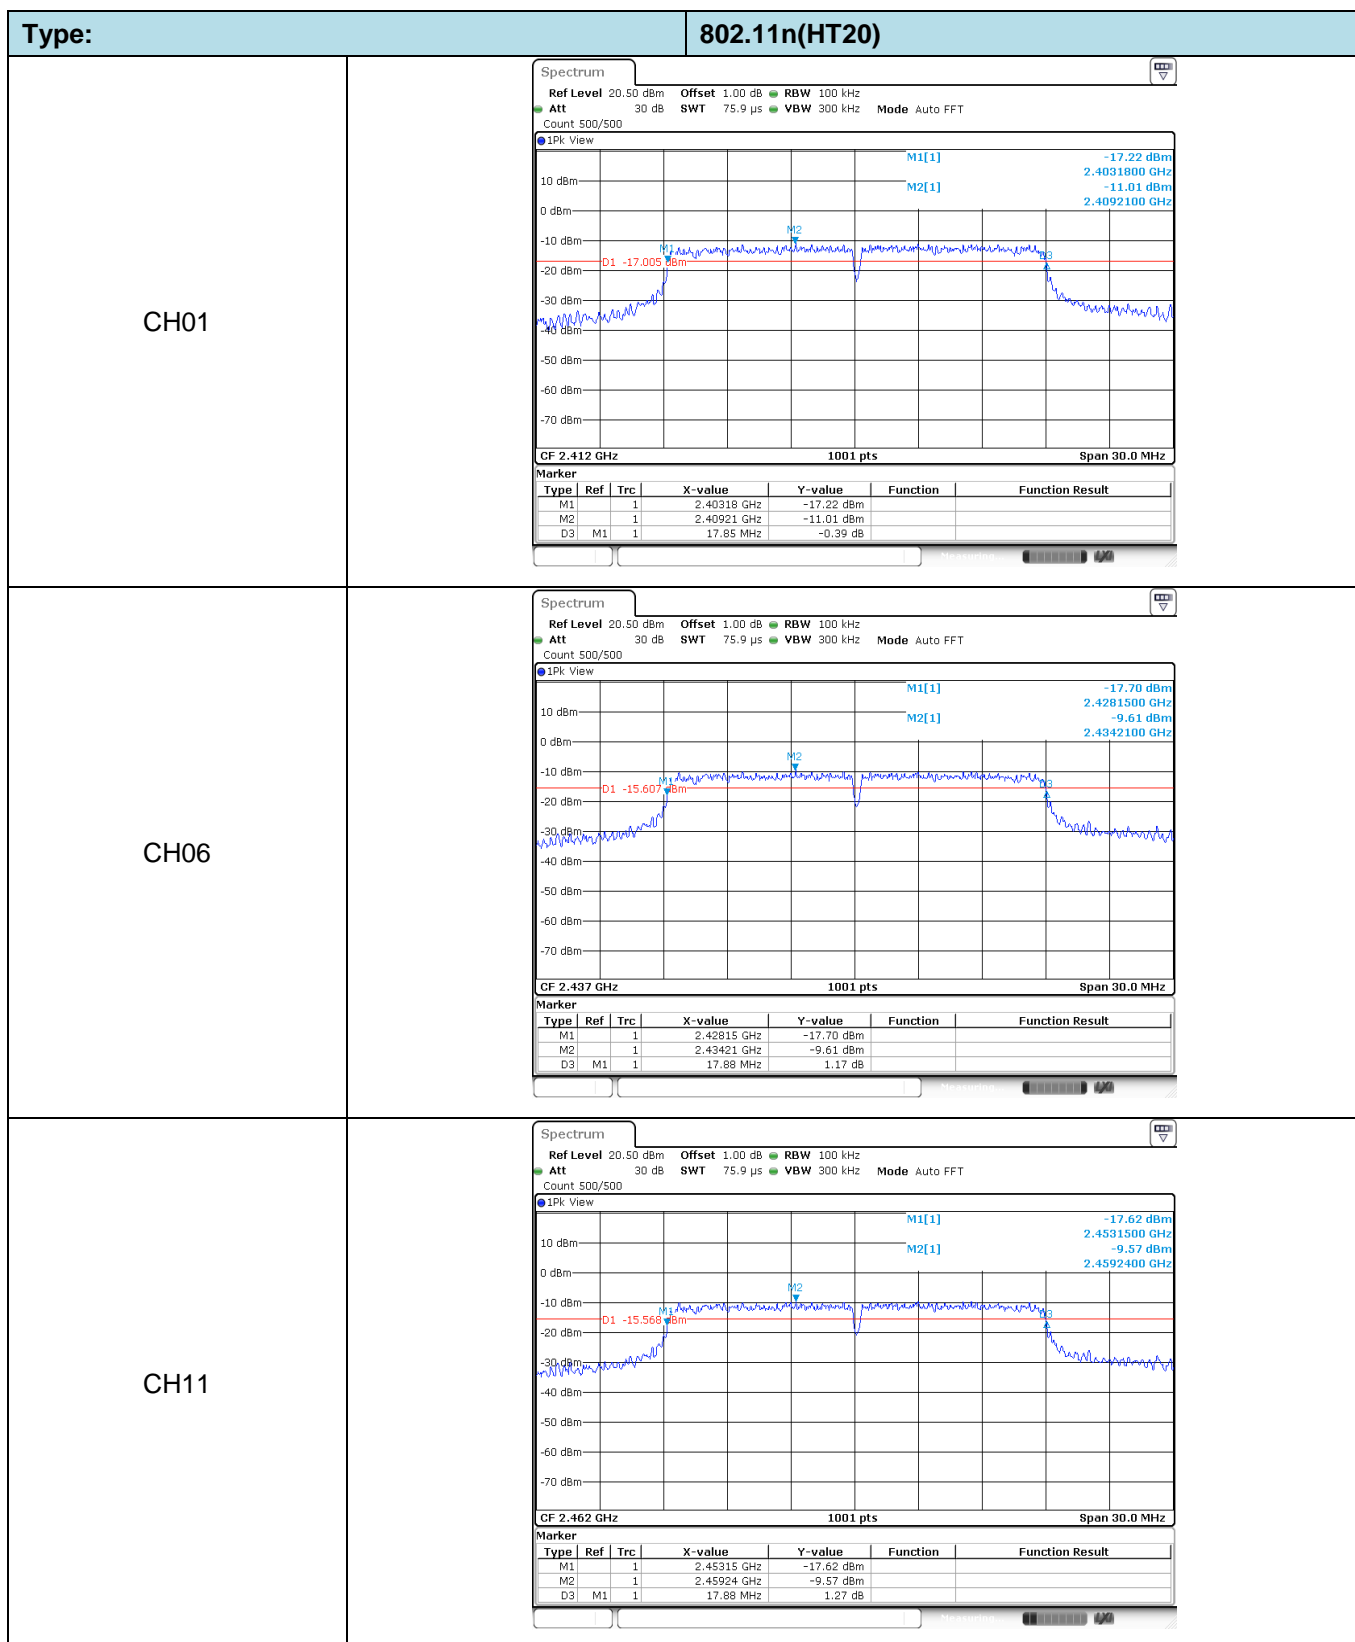 Type: 802.11n(HT20)
CH01
Spectrum
Ref Level 20.50 dBm Offset 1.00 dB RBW 100 kHz
Att 30 dB SWT 75.9 µs VBW 300 kHz Mode Auto FFT
Count 500/500
1Pk View
M1[1] -17.22 dBm
2.4031800 GHz
10 dBm
M2[1] -11.01 dBm
2.4092100 GHz
0 dBm
M2
-10 dBm
M1
D1 -17.005 dBm
D3
-20 dBm
-30 dBm
-40 dBm
-50 dBm
-60 dBm
-70 dBm
CF 2.412 GHz 1001 pts Span 30.0 MHz
Marker
Type Ref Trc X-value Y-value Function Function Result
M1 1 2.40318 GHz -17.22 dBm
M2 1 2.40921 GHz -11.01 dBm
D3 M1 1 17.85 MHz -0.39 dB
Measuring...
CH06
Spectrum
Ref Level 20.50 dBm Offset 1.00 dB RBW 100 kHz
Att 30 dB SWT 75.9 µs VBW 300 kHz Mode Auto FFT
Count 500/500
1Pk View
M1[1] -17.70 dBm
2.4281500 GHz
10 dBm
M2[1] -9.61 dBm
2.4342100 GHz
0 dBm
M2
-10 dBm
M1
D1 -15.607 dBm
D3
-20 dBm
-30 dBm
-40 dBm
-50 dBm
-60 dBm
-70 dBm
CF 2.437 GHz 1001 pts Span 30.0 MHz
Marker
Type Ref Trc X-value Y-value Function Function Result
M1 1 2.42815 GHz -17.70 dBm
M2 1 2.43421 GHz -9.61 dBm
D3 M1 1 17.88 MHz 1.17 dB
Measuring...
CH11
Spectrum
Ref Level 20.50 dBm Offset 1.00 dB RBW 100 kHz
Att 30 dB SWT 75.9 µs VBW 300 kHz Mode Auto FFT
Count 500/500
1Pk View
M1[1] -17.62 dBm
2.4531500 GHz
10 dBm
M2[1] -9.57 dBm
2.4592400 GHz
0 dBm
M2
-10 dBm
M1
D1 -15.568 dBm
D3
-20 dBm
-30 dBm
-40 dBm
-50 dBm
-60 dBm
-70 dBm
CF 2.462 GHz 1001 pts Span 30.0 MHz
Marker
Type Ref Trc X-value Y-value Function Function Result
M1 1 2.45315 GHz -17.62 dBm
M2 1 2.45924 GHz -9.57 dBm
D3 M1 1 17.88 MHz 1.27 dB
Measuring...